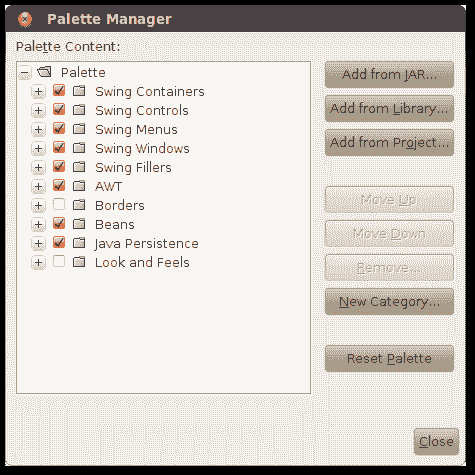 Palette Manager
Palette Content:
Palette
Swing Containers
Swing Controls
Swing Menus
Swing Windows
Swing Fillers
AWT
Borders
Beans
Java Persistence
Look and Feels
Add from JAR...
Add from Library...
Add from Project...
Move Up
Move Down
Remove...
New Category...
Reset Palette
Close